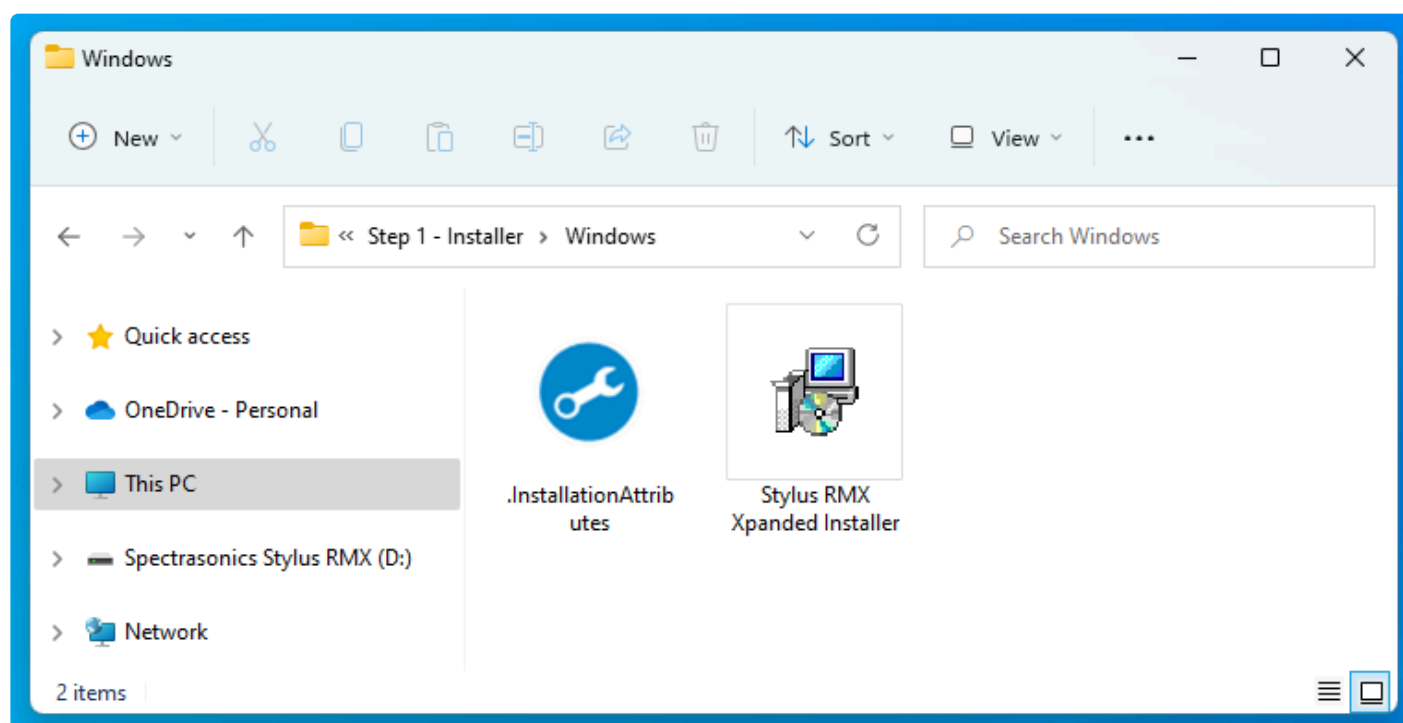 Windows
New
Sort
View
« Step 1 - Installer > Windows
Search Windows
Quick access
OneDrive - Personal
This PC
Spectrasonics Stylus RMX (D:)
Network
.InstallationAttrib
utes
Stylus RMX
Xpanded Installer
2 items